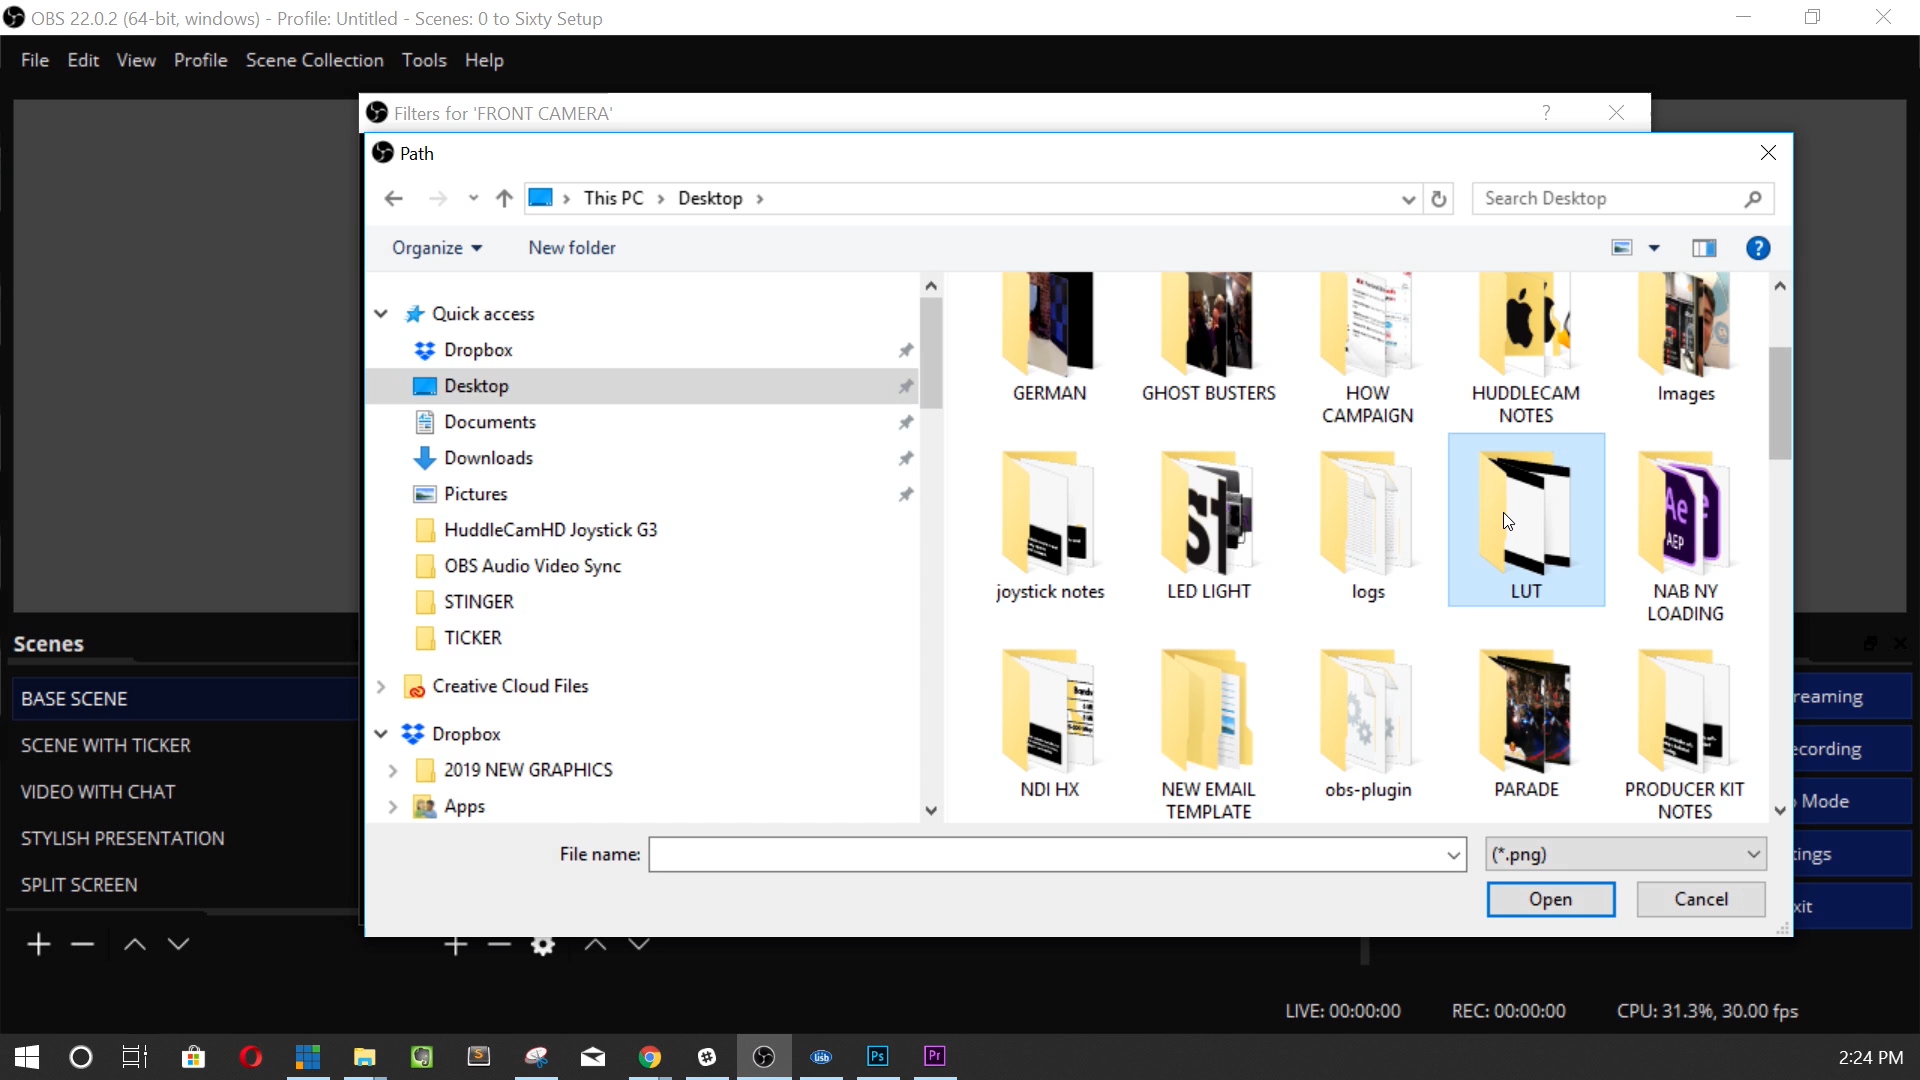 OBS 22.0.2 (64-bit, windows) - Profile: Untitled - Scenes: 0 to Sixty Setup
File Edit View Profile Scene Collection Tools Help
Filters for 'FRONT CAMERA'
?
Path
This PC > Desktop >
Search Desktop
Organize
New folder
?
Quick access
Dropbox
Desktop
Documents
Downloads
Pictures
HuddleCamHD Joystick G3
OBS Audio Video Sync
STINGER
TICKER
Creative Cloud Files
Dropbox
2019 NEW GRAPHICS
Apps
GERMAN
GHOST BUSTERS
HOW
CAMPAIGN
HUDDLECAM
NOTES
Images
joystick notes
LED LIGHT
logs
LUT
Ae
AEP
NAB NY
LOADING
NDI HX
NEW EMAIL
TEMPLATE
obs-plugin
PARADE
PRODUCER KIT
NOTES
File name:
(*.png)
Open
Cancel
Scenes
BASE SCENE
SCENE WITH TICKER
VIDEO WITH CHAT
STYLISH PRESENTATION
SPLIT SCREEN
reaming
ecording
Mode
ings
xit
LIVE: 00:00:00
REC: 00:00:00
CPU: 31.3%, 30.00 fps
usb
Ps
Pr
2:24 PM